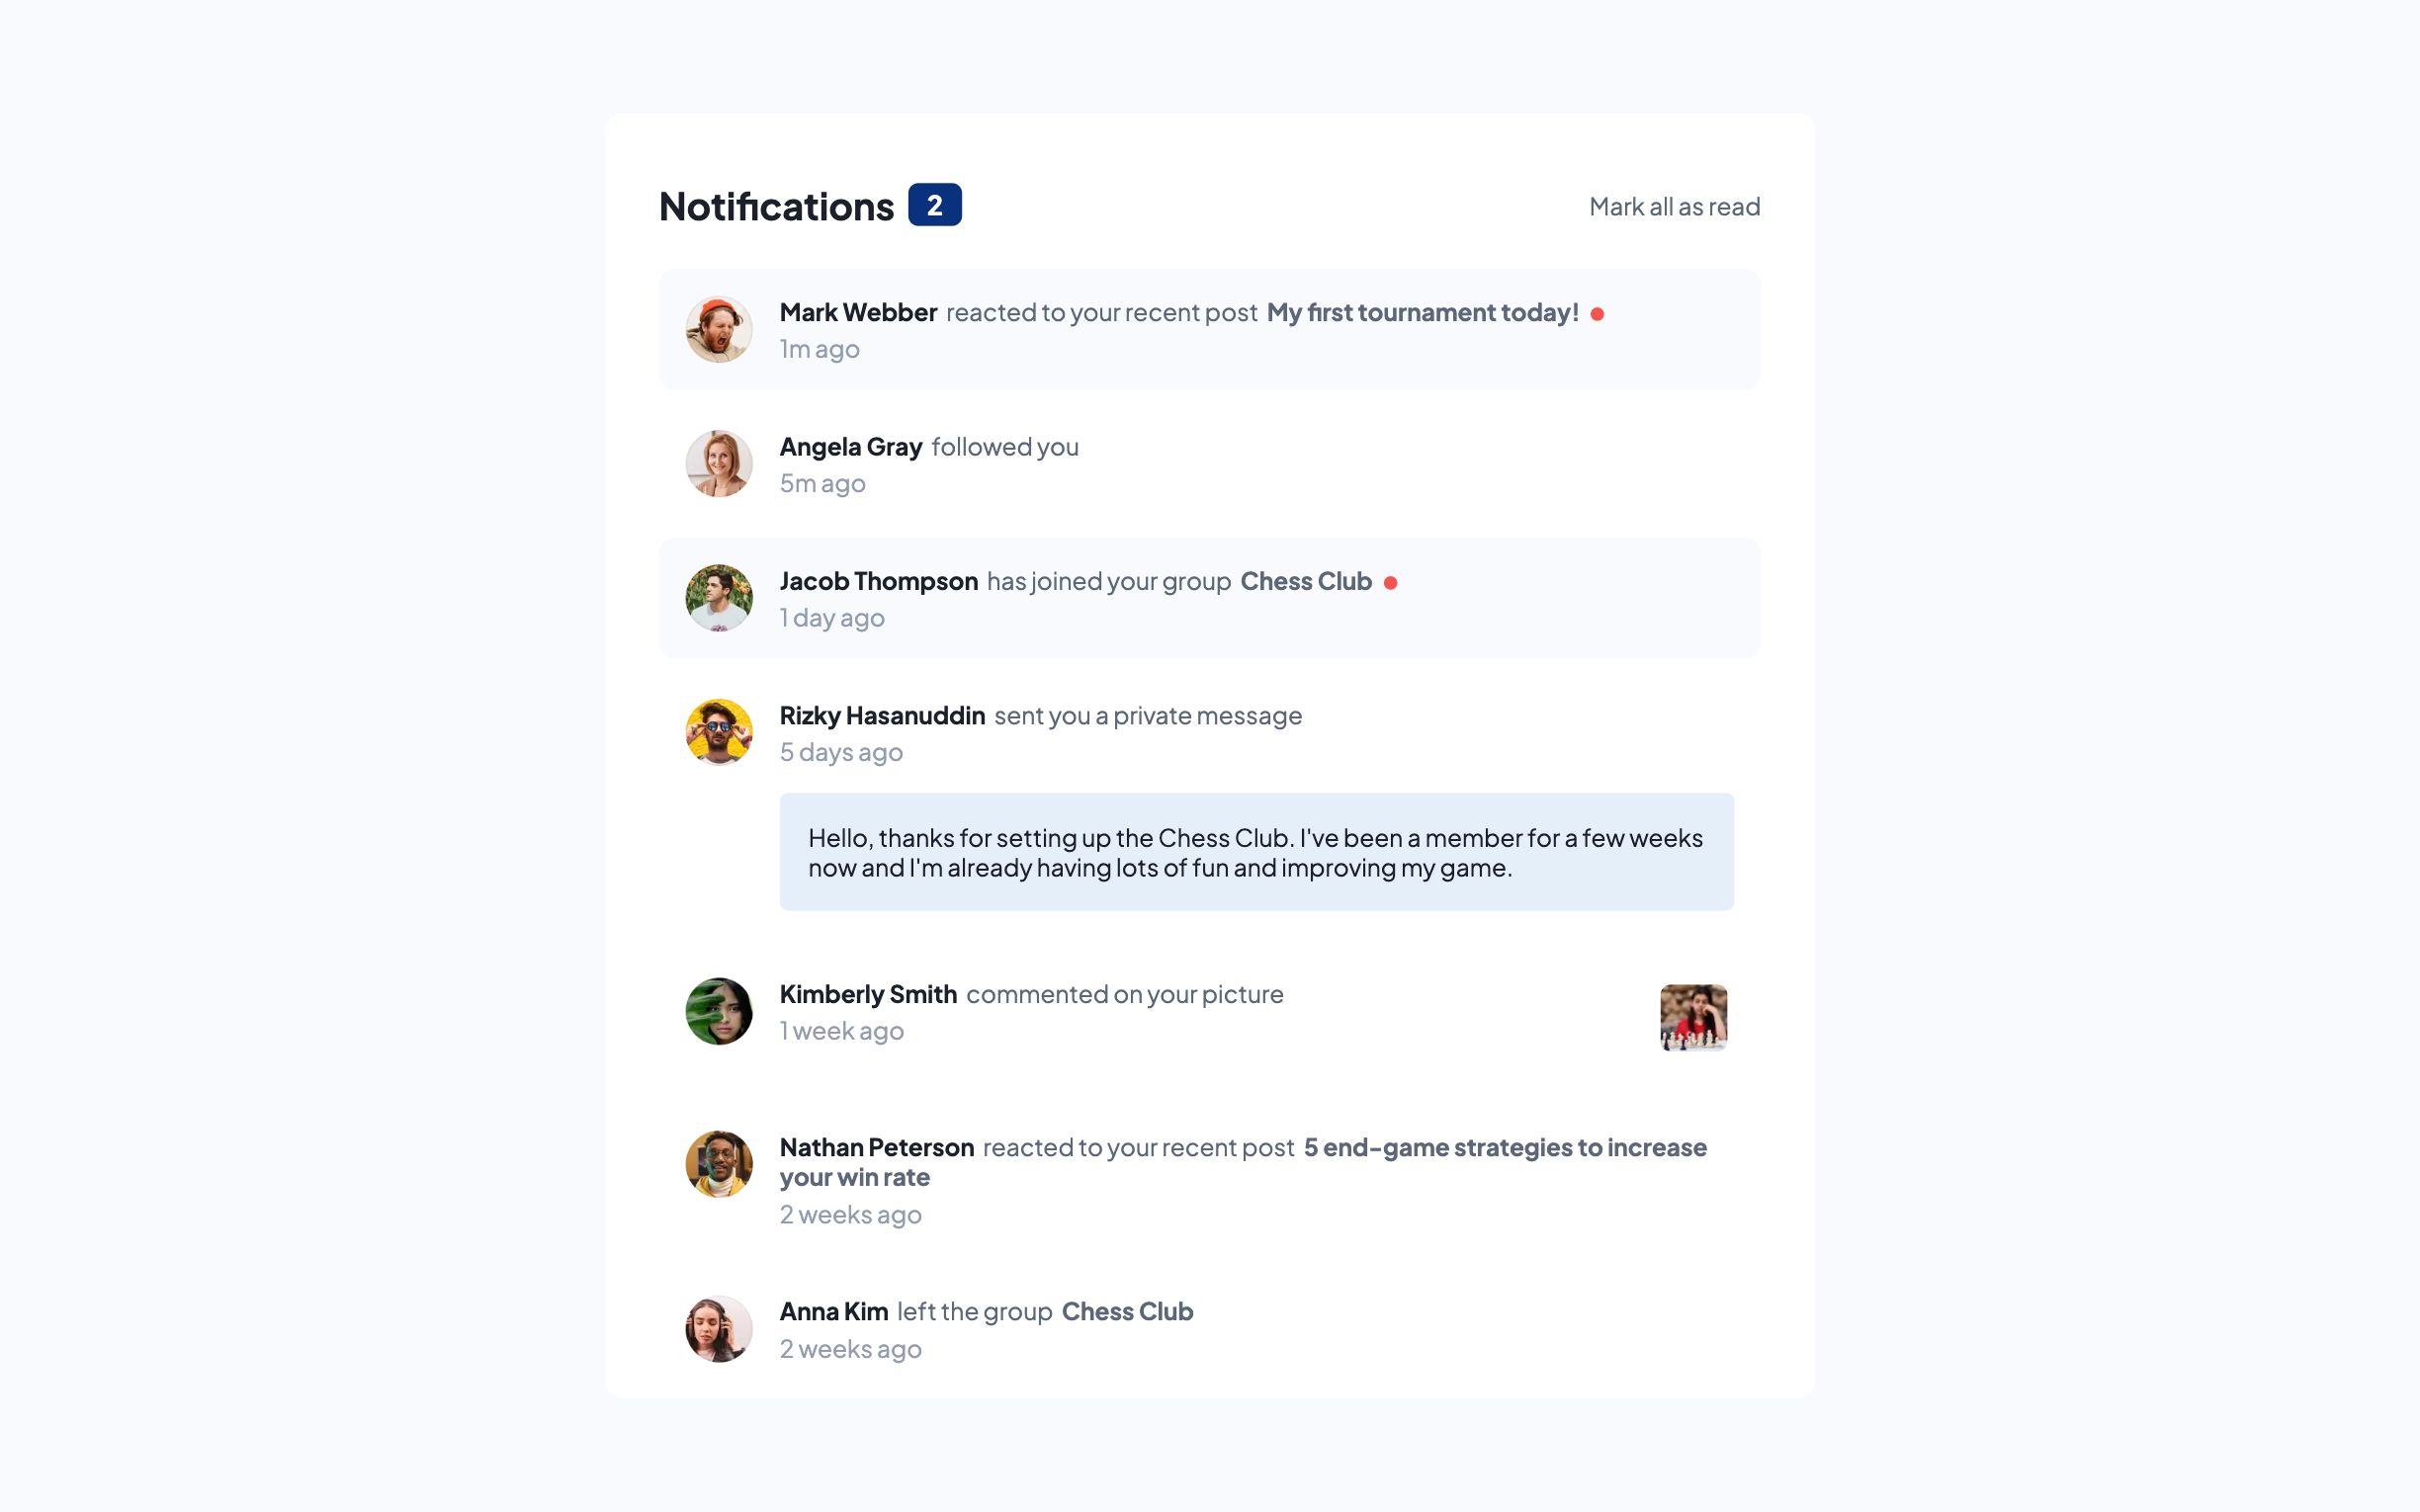 Notifications 2
Mark all as read
Mark Webber reacted to your recent post My first tournament today!
1m ago
Angela Gray followed you
5m ago
Jacob Thompson has joined your group Chess Club
1 day ago
Rizky Hasanuddin sent you a private message
5 days ago
Hello, thanks for setting up the Chess Club. I've been a member for a few weeks
now and I'm already having lots of fun and improving my game.
Kimberly Smith commented on your picture
1 week ago
Nathan Peterson reacted to your recent post 5 end-game strategies to increase
your win rate
2 weeks ago
Anna Kim left the group Chess Club
2 weeks ago